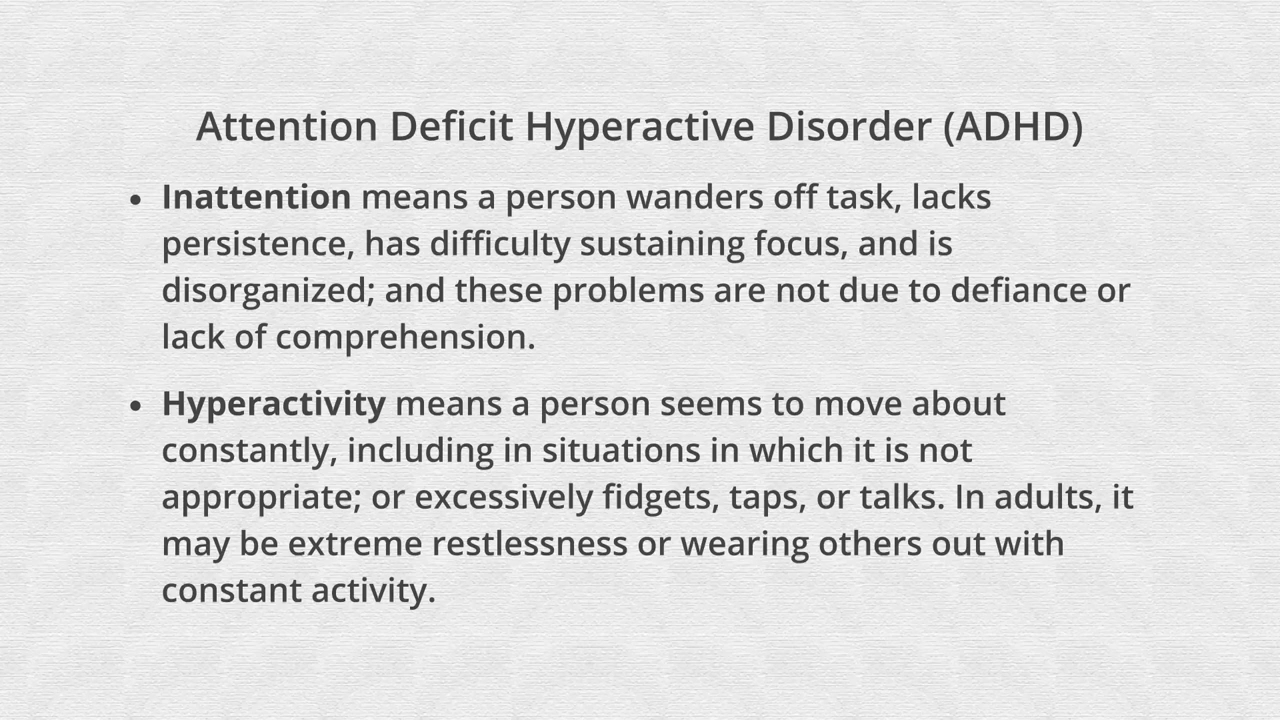 Attention Deficit Hyperactive Disorder (ADHD)
• Inattention means a person wanders off task, lacks
persistence, has difficulty sustaining focus, and is
disorganized; and these problems are not due to defiance or
lack of comprehension.
• Hyperactivity means a person seems to move about
constantly, including in situations in which it is not
appropriate; or excessively fidgets, taps, or talks. In adults, it
may be extreme restlessness or wearing others out with
constant activity.